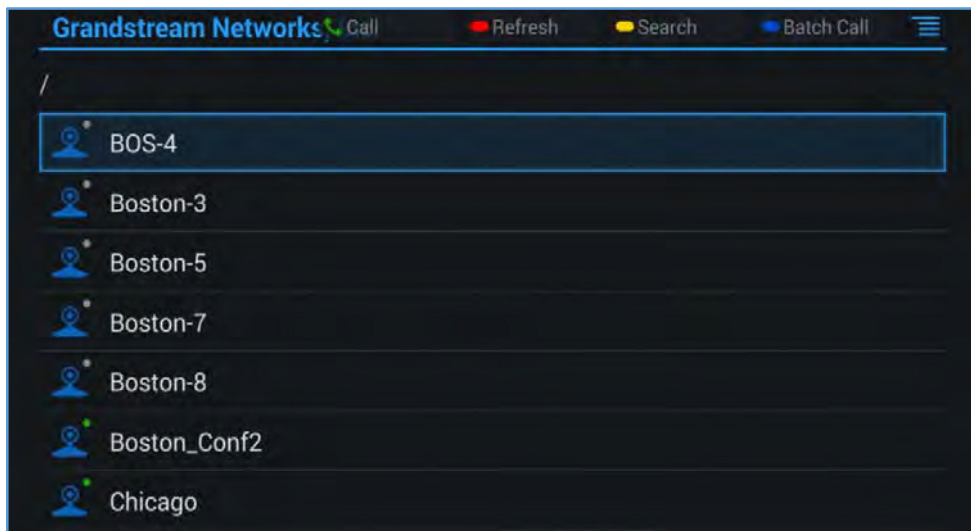 Grandstream Networks Call Refresh Search Batch Call
/
BOS-4
Boston-3
Boston-5
Boston-7
Boston-8
Boston_Conf2
Chicago